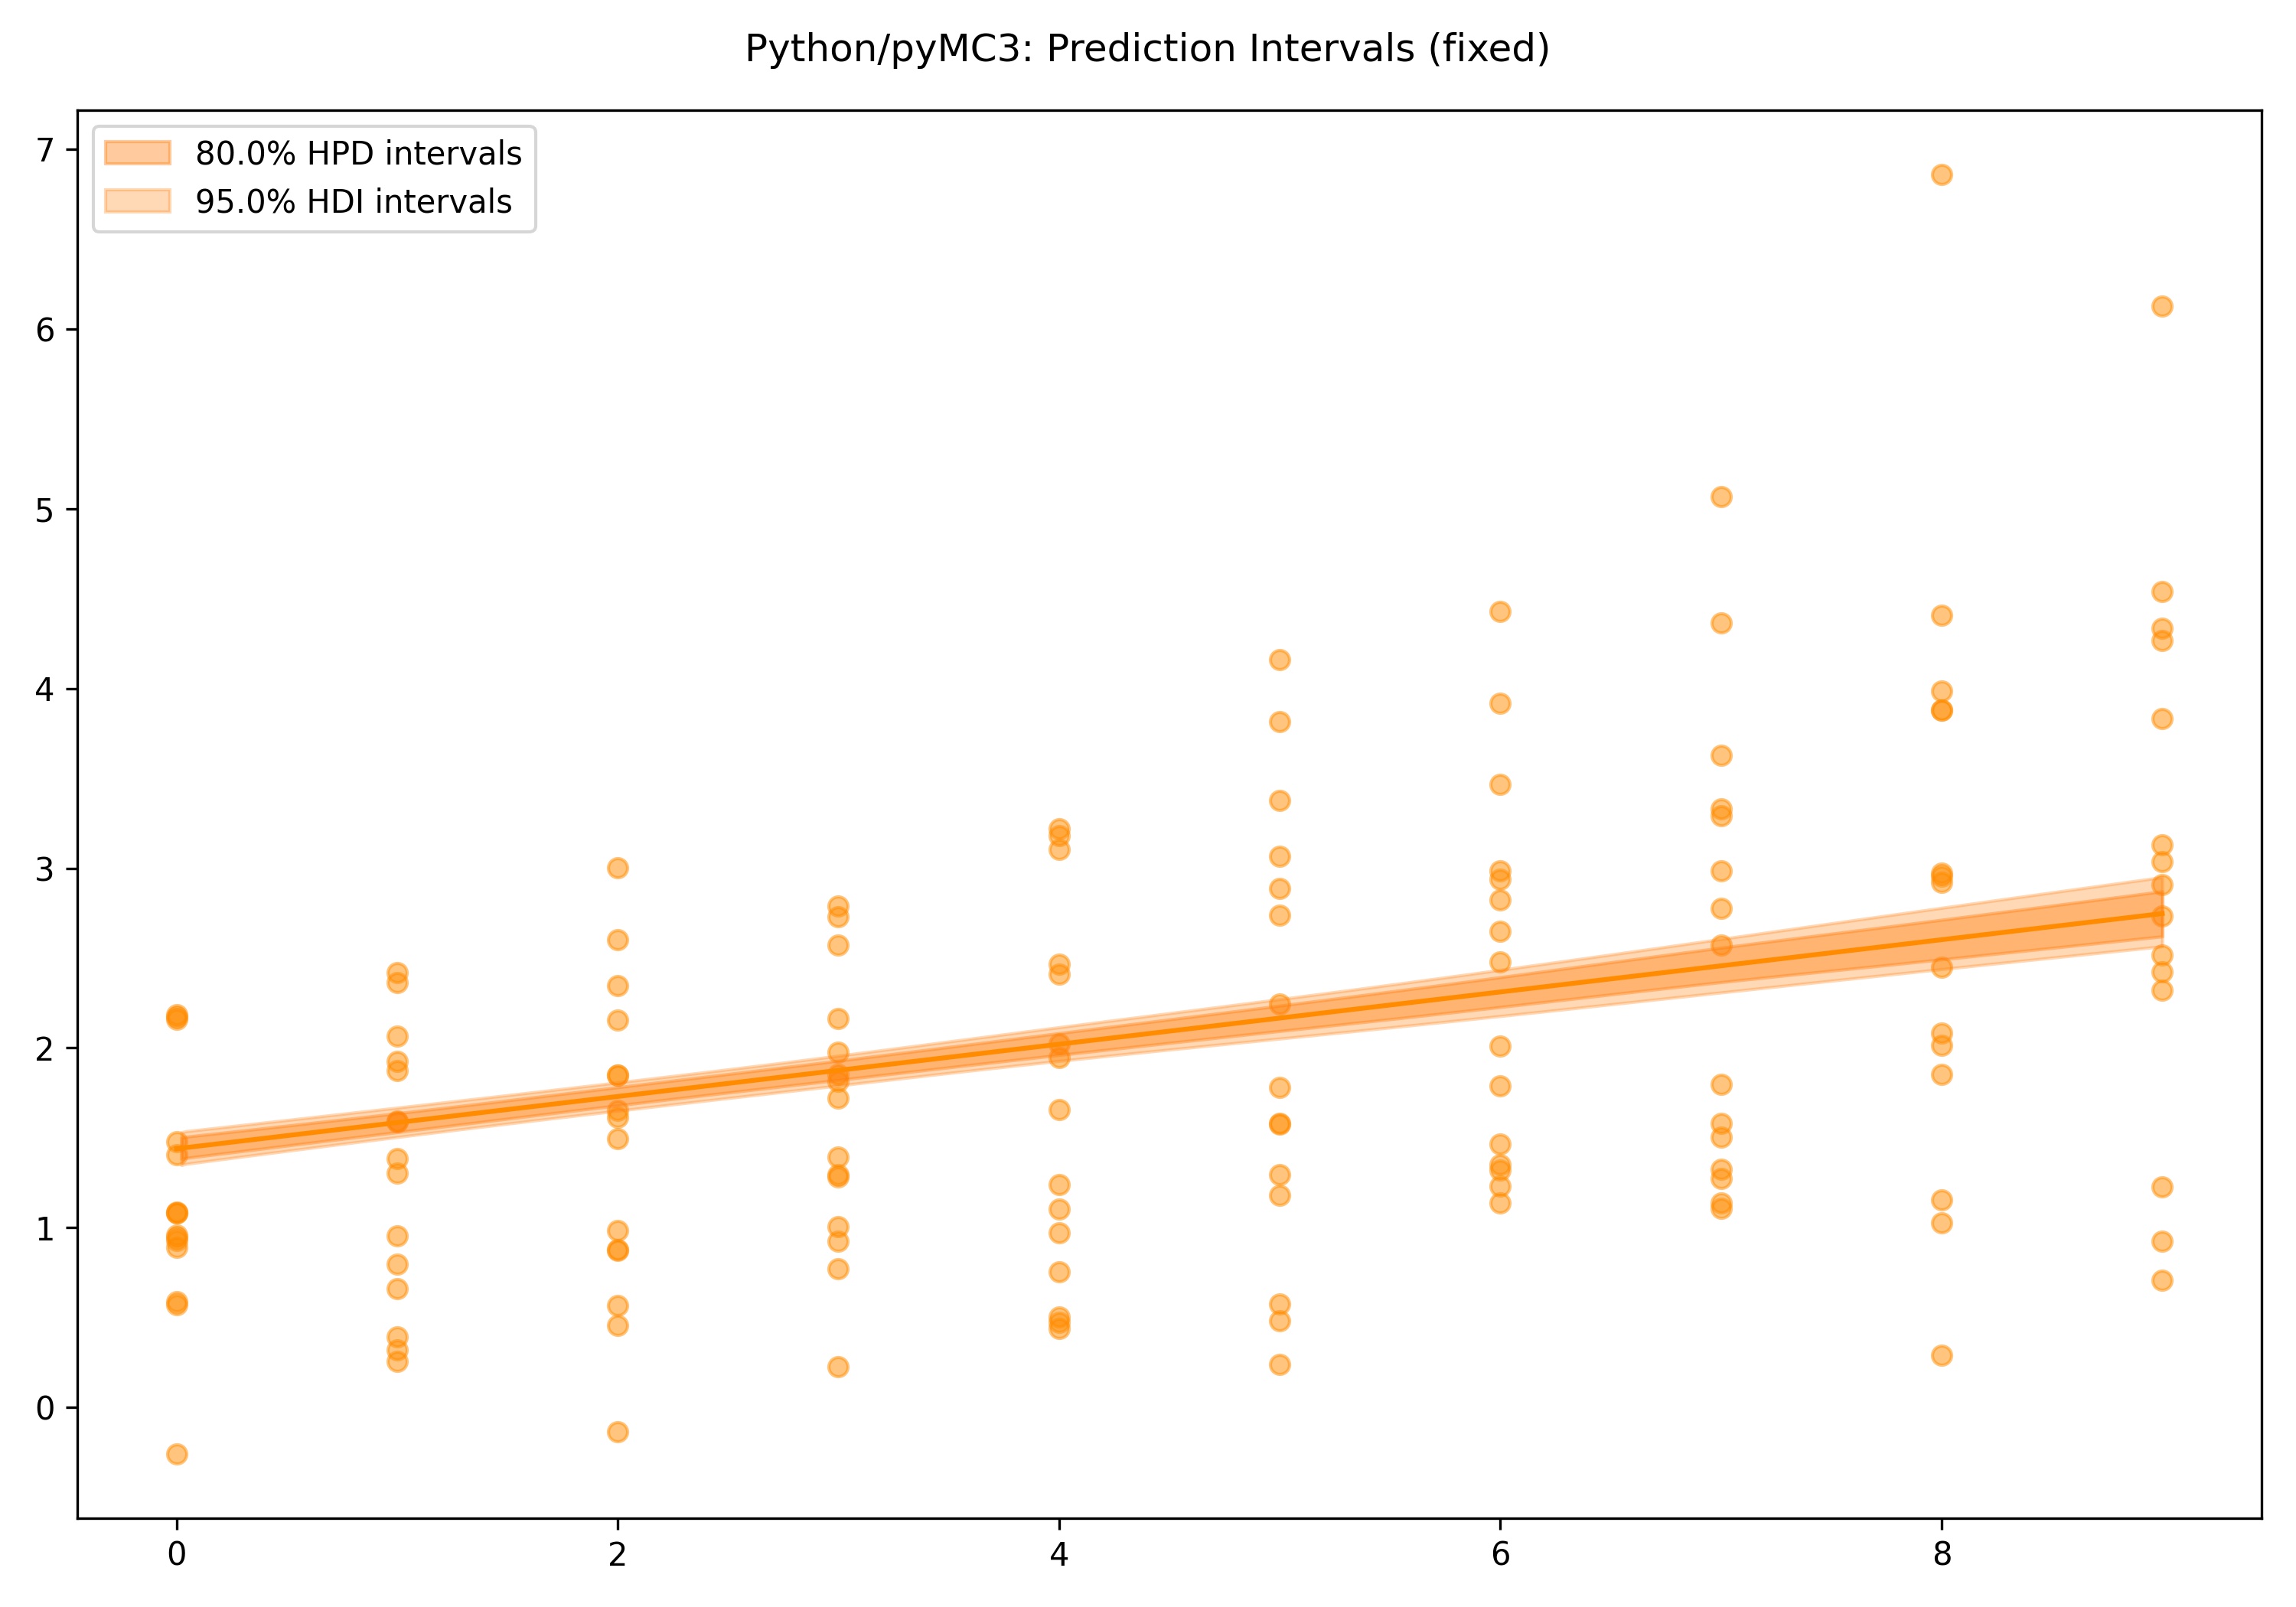 Python/pyMC3: Prediction Intervals (fixed)
80.0% HPD intervals
95.0% HDI intervals
7
6
5
4
3
2
1
0
0 2 4 6 8